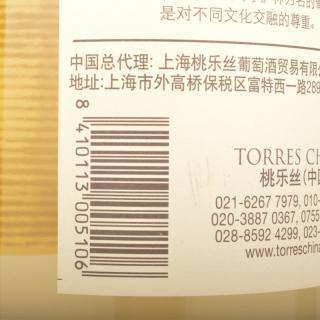 是对不同文化交融的尊重。
中国总代理: 上海桃乐丝葡萄酒贸易有限
地址:上海市外高桥保税区富特西一路289
8 410113 005106
TORRES CH
桃乐丝(中
021-6267 7979, 010-
020-3887 0367, 0755
028-8592 4299, 023-
www.torreschina